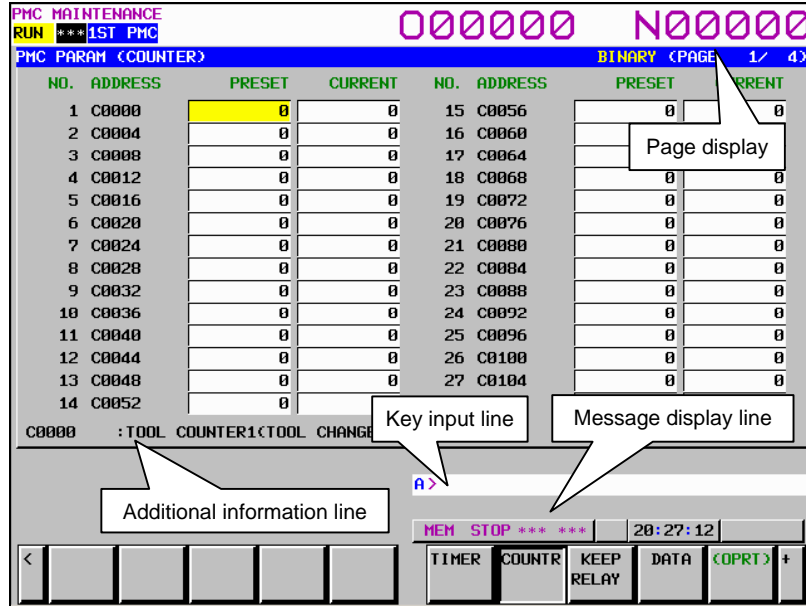 PMC MAINTENANCE
RUN *** 1ST PMC O00000 N00000
PMC PARAM (COUNTER) BINARY (PAGE 1/ 4)
NO. ADDRESS PRESET CURRENT NO. ADDRESS PRESET
1 C0000 0 0 15 C0056 0 0
2 C0004 0 0 16 C0060 0
3 C0008 0 0 17 C0064 0
4 C0012 0 0 18 C0068 0 0
5 C0016 0 0 19 C0072 0 0
6 C0020 0 0 20 C0076 0 0
7 C0024 0 0 21 C0080 0 0
8 C0028 0 0 22 C0084 0 0
9 C0032 0 0 23 C0088 0 0
10 C0036 0 0 24 C0092 0 0
11 C0040 0 0 25 C0096 0 0
12 C0044 0 0 26 C0100 0 0
13 C0048 0 0 27 C0104 0 0
14 C0052 0
Page display
C0000 :TOOL COUNTER1(TOOL
Key input line
Message display line
A>
Additional information line
MEM STOP *** *** 20:27:12
< TIMER COUNTR KEEP RELAY DATA (OPRT) +